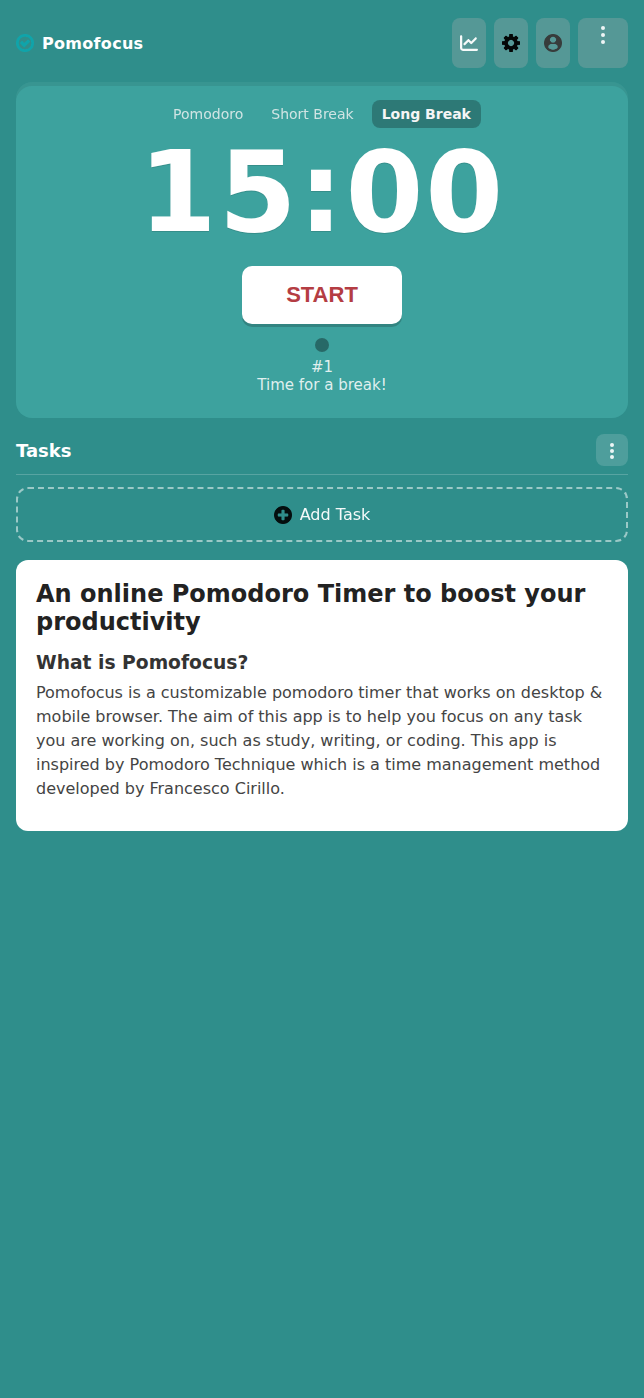 Pomofocus
Pomodoro Short Break Long Break
15:00
START
#1
Time for a break!
Tasks
Add Task
An online Pomodoro Timer to boost your
productivity
What is Pomofocus?
Pomofocus is a customizable pomodoro timer that works on desktop &
mobile browser. The aim of this app is to help you focus on any task
you are working on, such as study, writing, or coding. This app is
inspired by Pomodoro Technique which is a time management method
developed by Francesco Cirillo.